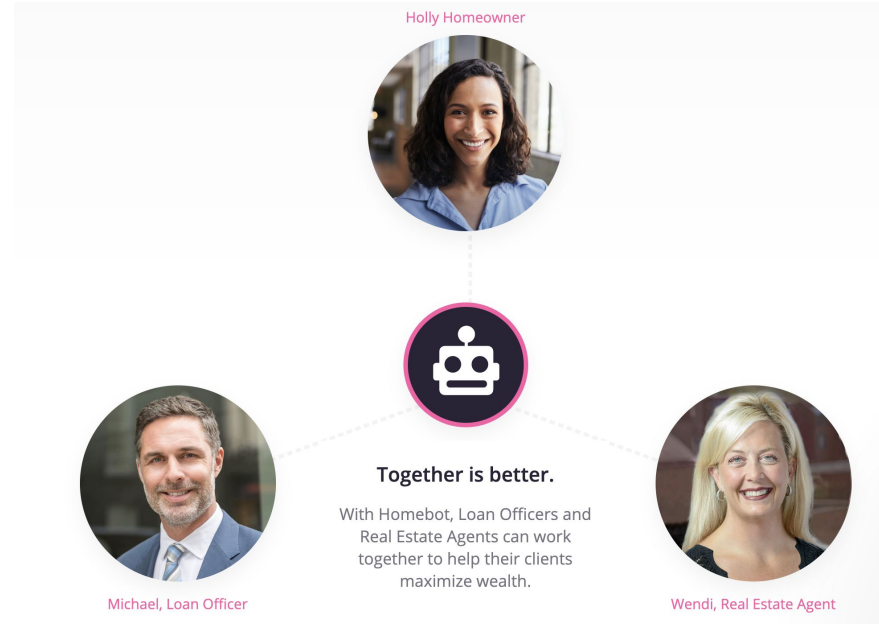 Holly Homeowner
Together is better.
With Homebot, Loan Officers and
Real Estate Agents can work
together to help their clients
maximize wealth.
Michael, Loan Officer
Wendi, Real Estate Agent